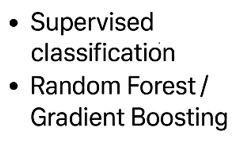 • Supervised
classification
• Random Forest /
Gradient Boosting